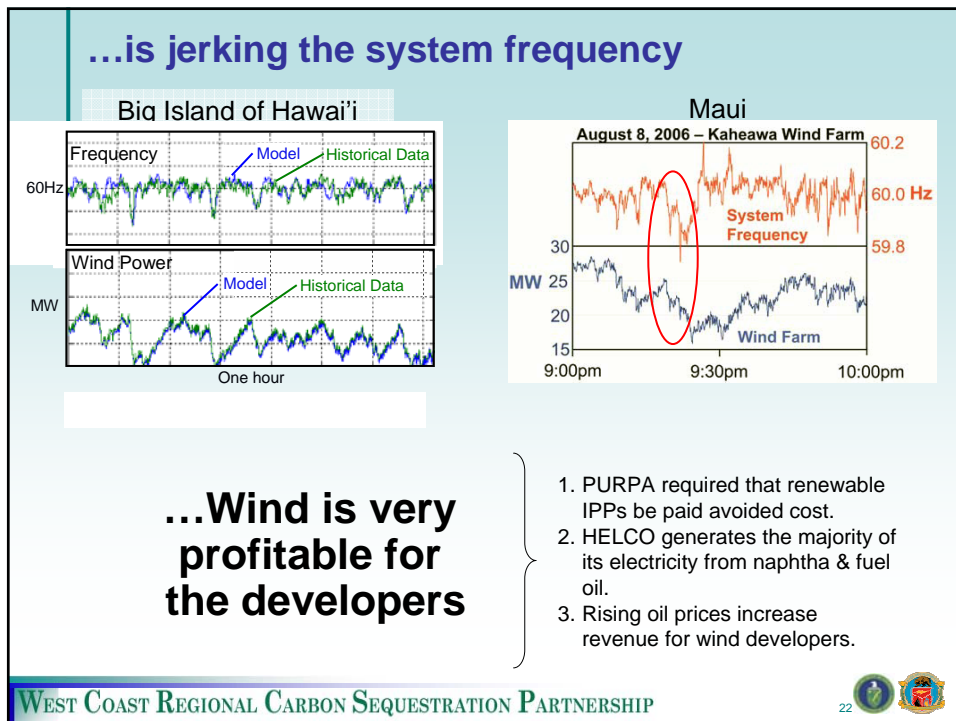 …is jerking the system frequency
Big Island of Hawai'i
Frequency
Model
Historical Data
60Hz
Wind Power
Model
Historical Data
MW
One hour
Maui
August 8, 2006 – Kaheawa Wind Farm
60.2
60.0 Hz
System
Frequency
59.8
30
MW 25
20
Wind Farm
15
9:00pm 9:30pm 10:00pm
…Wind is very
profitable for
the developers
1. PURPA required that renewable
IPPs be paid avoided cost.
2. HELCO generates the majority of
its electricity from naphtha & fuel
oil.
3. Rising oil prices increase
revenue for wind developers.
WEST COAST REGIONAL CARBON SEQUESTRATION PARTNERSHIP
22